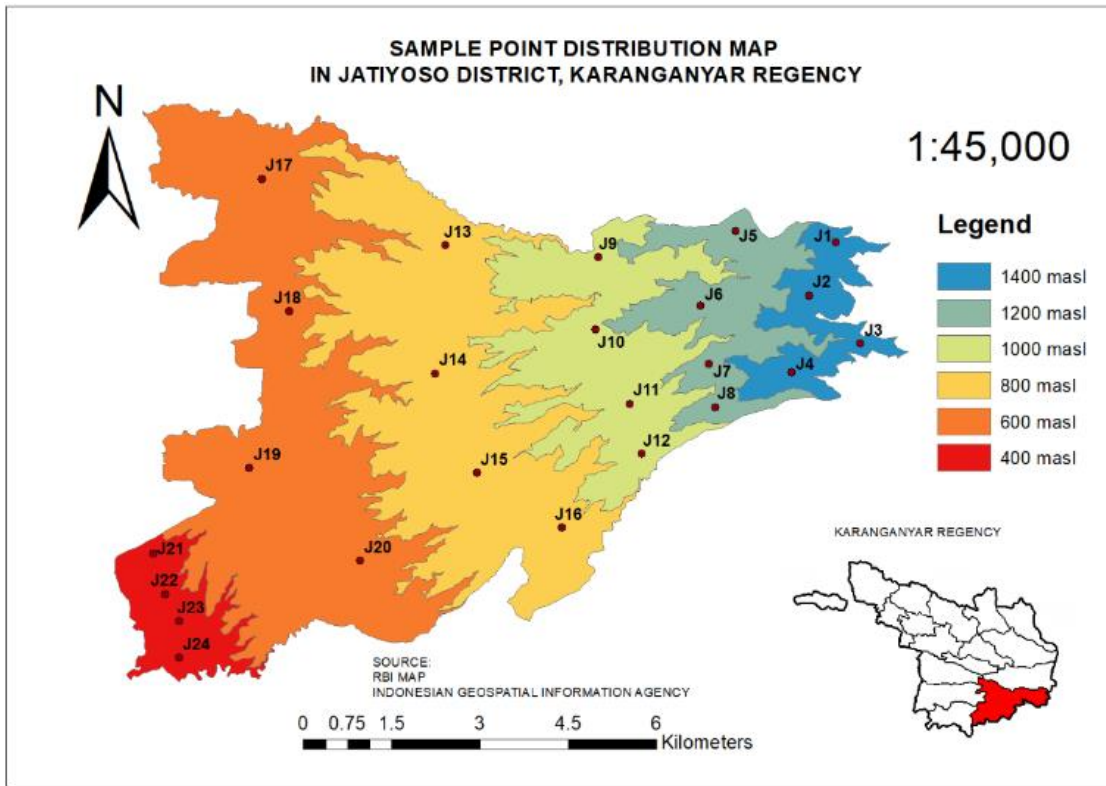 SAMPLE POINT DISTRIBUTION MAP
IN JATIYOSO DISTRICT, KARANGANYAR REGENCY
N
1:45,000
J17
J13
J9
J5
J1
J2
J18
J6
J3
J10
J14
J7
J4
J11
J8
J12
J19
J15
J16
J21
J20
J22
J23
J24
Legend
1400 masl
1200 masl
1000 masl
800 masl
600 masl
400 masl
KARANGANYAR REGENCY
SOURCE:
RBI MAP
INDONESIAN GEOSPATIAL INFORMATION AGENCY
0 0.75 1.5 3 4.5 6
Kilometers